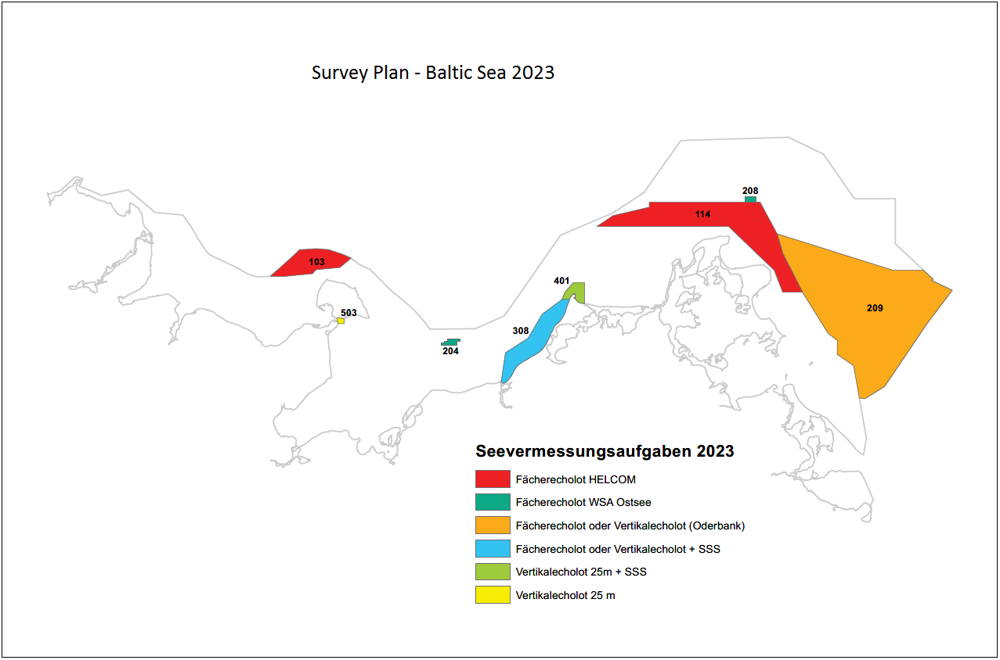 Survey Plan - Baltic Sea 2023
208
114
103
401
209
503
308
204
Seevermessungsaufgaben 2023
Fächerecholot HELCOM
Fächerecholot WSA Ostsee
Fächerecholot oder Vertikalecholot (Oderbank)
Fächerecholot oder Vertikalecholot + SSS
Vertikalecholot 25m + SSS
Vertikalecholot 25 m